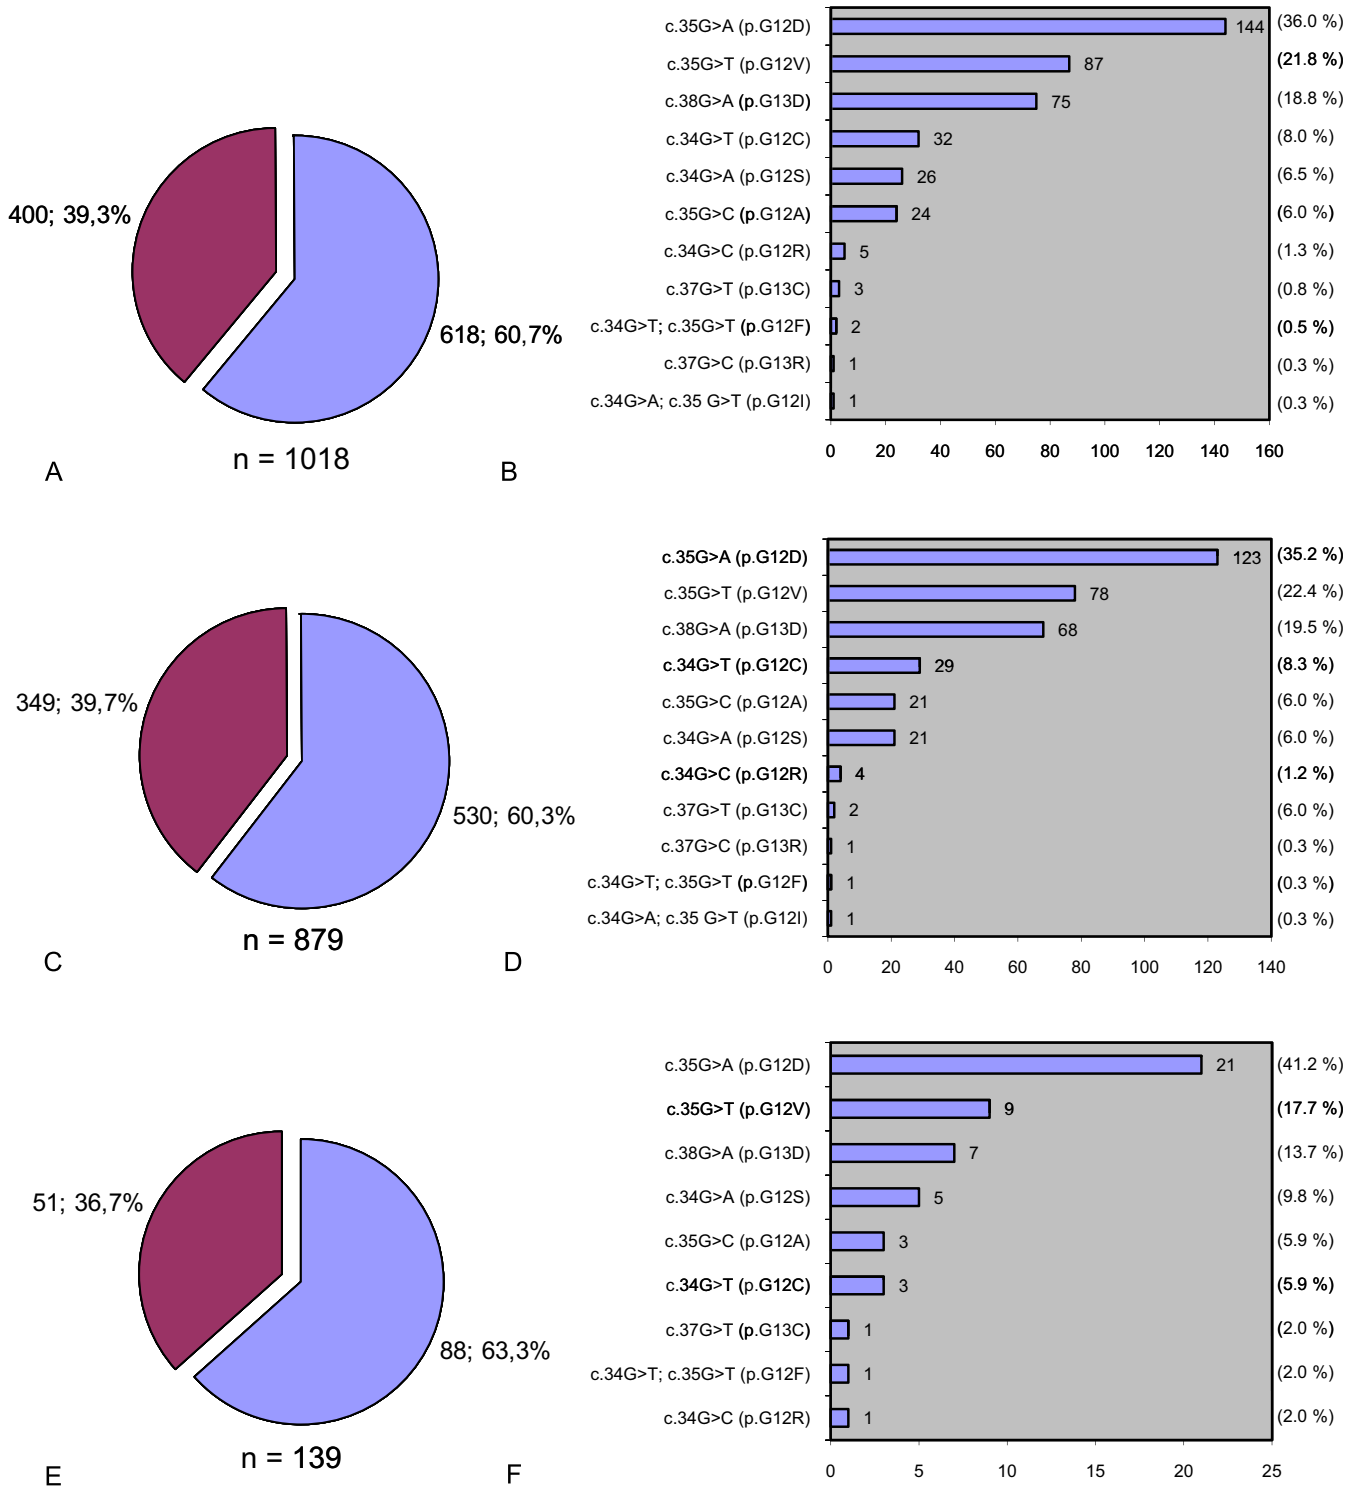 400; 39,3%
618; 60,7%
n = 1018
A
c.35G>A (p.G12D) 144 (36.0 %)
c.35G>T (p.G12V) 87 (21.8 %)
c.38G>A (p.G13D) 75 (18.8 %)
c.34G>T (p.G12C) 32 (8.0 %)
c.34G>A (p.G12S) 26 (6.5 %)
c.35G>C (p.G12A) 24 (6.0 %)
c.34G>C (p.G12R) 5 (1.3 %)
c.37G>T (p.G13C) 3 (0.8 %)
c.34G>T; c.35G>T (p.G12F) 2 (0.5 %)
c.37G>C (p.G13R) 1 (0.3 %)
c.34G>A; c.35 G>T (p.G12I) 1 (0.3 %)
0 20 40 60 80 100 120 140 160
B
349; 39,7%
530; 60,3%
n = 879
C
c.35G>A (p.G12D) 123 (35.2 %)
c.35G>T (p.G12V) 78 (22.4 %)
c.38G>A (p.G13D) 68 (19.5 %)
c.34G>T (p.G12C) 29 (8.3 %)
c.35G>C (p.G12A) 21 (6.0 %)
c.34G>A (p.G12S) 21 (6.0 %)
c.34G>C (p.G12R) 4 (1.2 %)
c.37G>T (p.G13C) 2 (6.0 %)
c.37G>C (p.G13R) 1 (0.3 %)
c.34G>T; c.35G>T (p.G12F) 1 (0.3 %)
c.34G>A; c.35 G>T (p.G12I) 1 (0.3 %)
0 20 40 60 80 100 120 140
D
51; 36,7%
88; 63,3%
n = 139
E
c.35G>A (p.G12D) 21 (41.2 %)
c.35G>T (p.G12V) 9 (17.7 %)
c.38G>A (p.G13D) 7 (13.7 %)
c.34G>A (p.G12S) 5 (9.8 %)
c.35G>C (p.G12A) 3 (5.9 %)
c.34G>T (p.G12C) 3 (5.9 %)
c.37G>T (p.G13C) 1 (2.0 %)
c.34G>T; c.35G>T (p.G12F) 1 (2.0 %)
c.34G>C (p.G12R) 1 (2.0 %)
0 5 10 15 20 25
F